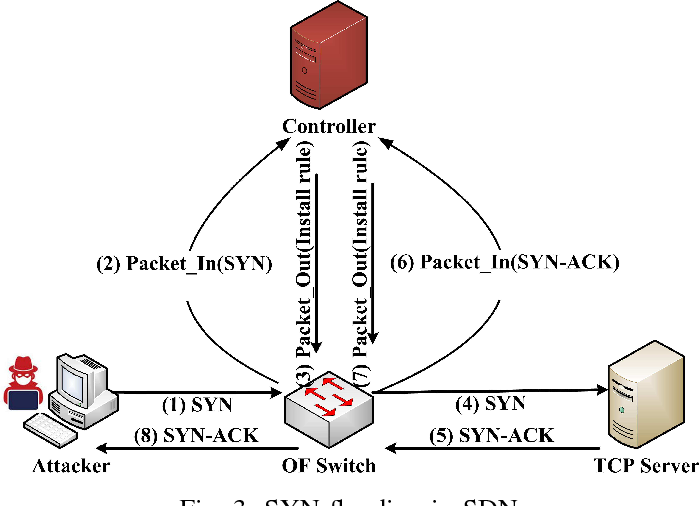 Controller
(2) Packet_In(SYN)
(3) Packet_Out(Install rule)
(7) Packet_Out(Install rule)
(6) Packet_In(SYN-ACK)
(1) SYN
(4) SYN
(8) SYN-ACK
(5) SYN-ACK
Attacker
OF Switch
TCP Server
Fig. 3: SYN flooding in SDN